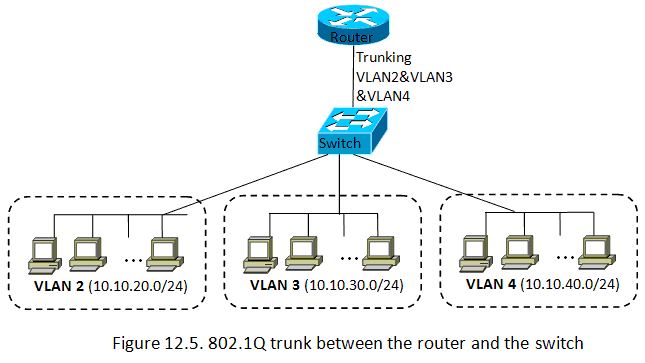 Router
Trunking
VLAN2&VLAN3
&VLAN4
Switch
...
...
...
VLAN 2 (10.10.20.0/24)
VLAN 3 (10.10.30.0/24)
VLAN 4 (10.10.40.0/24)
Figure 12.5. 802.1Q trunk between the router and the switch